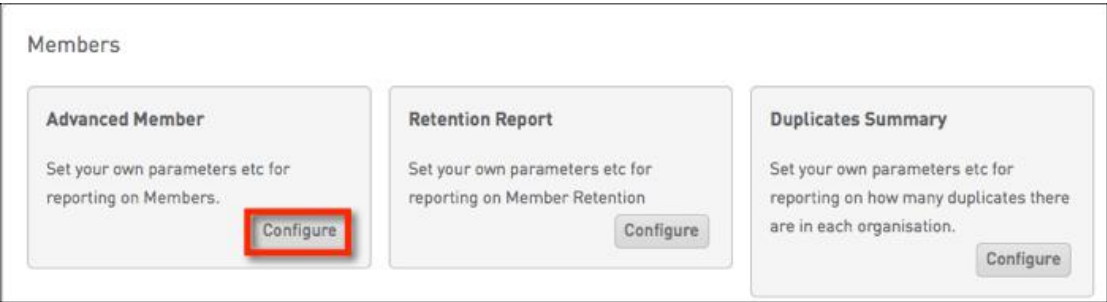 Members
Advanced Member
Set your own parameters etc for
reporting on Members.
Configure
Retention Report
Set your own parameters etc for
reporting on Member Retention
Configure
Duplicates Summary
Set your own parameters etc for
reporting on how many duplicates there
are in each organisation.
Configure